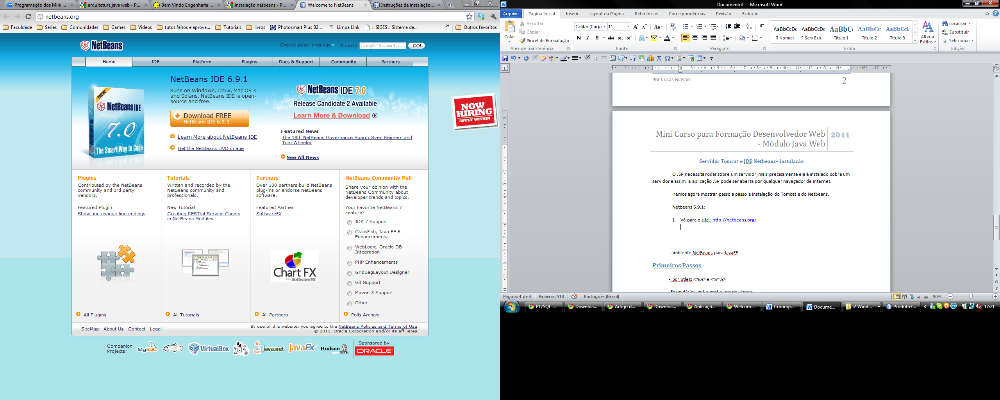 Programação dos Mini ...
arquitetura java web - P...
Bem Vindo Engenharia ...
instalação netbeans - P...
Welcome to NetBeans
Instruções de instalação...
netbeans.org
Faculdade
Séries
Comunidades
Games
Videos
tutos feitos e aprova...
Tutoriais
livros
Photosmart Plus B2...
Limpa Link
:: SIGES :: Sistema de...
Outros favoritos
NetBeans
Choose page language
Search:
Google™ Custom Search
GO!
Home
IDE
Platform
Plugins
Docs & Support
Community
Partners
NEW
NetBeans IDE
7.0
The Smart Way to Code
NetBeans IDE 6.9.1
Runs on Windows, Linux, Mac OS X
and Solaris. NetBeans IDE is open-
source and free.
Download FREE
NetBeans IDE 6.9.1
Learn More about NetBeans IDE
Get the NetBeans DVD image
NetBeans IDE 7.0
Release Candidate 2 Available
Learn More & Download
Featured News
The 18th NetBeans Governance Board: Sven Reimers and
Tom Wheeler
See All News
NOW
HIRING
APPLY WITHIN
Plugins
Contributed by the NetBeans
community and 3rd party
vendors.
Featured Plugin
Show and change line endings
All Plugins
Tutorials
Written and recorded by the
NetBeans community and
professionals.
New Tutorial
Creating RESTful Service Clients
in NetBeans Modules
All Tutorials
Partners
Over 100 partners build NetBeans
plug-ins or endorse NetBeans
software.
Featured Partner
SoftwareFX
Chart FX
from SoftwareFX
All Partners
NetBeans Community Poll
Share your opinion with the
NetBeans Community about
developer trends and topics.
Your Favorite NetBeans 7
Feature?
JDK 7 Support
GlassFish, Java EE 6
Enhancements
WebLogic, Oracle DB
Integration
PHP Enhancements
GridBagLayout Designer
Git Support
Maven 3 Support
Other
Polls Archive
SiteMap
About Us
Contact
Legal
By use of this website, you agree to the NetBeans Policies and Terms of Use.
© 2011, Oracle Corporation and/or its affiliates.
Companion
Projects:
MySQL
VirtualBox
Java
java.net
JavaFX
Hudson
Sponsored by
ORACLE
Documento1 - Microsoft Word
Arquivo
Página Inicial
Inserir
Layout da Página
Referências
Correspondências
Revisão
Exibição
Colar
Recortar
Copiar
Pincel de Formatação
Área de Transferência
Calibri (Corpo
11
N I S abc x₂ x²
Fonte
Parágrafo
AaBbCcDc
¶ Normal
AaBbCcDc
¶ Sem Esp...
AaBbC
Título 1
AaBbCc
Título 2
AaBbCcI
Título 3
Alterar
Estilos
Estilo
Localizar
Substituir
Selecionar
Edição
Por Lucas Biason
2
Mini Curso para Formação Desenvolvedor Web
- Módulo Java Web
2011
Servidor Tomcat e IDE Netbeans– instalação
O JSP necessita rodar sobre um servidor, mais precisamente ele é instalado sobre um
servidor e assim, a aplicação JSP pode ser aberta por qualquer navegador de internet.
Iremos agora mostrar passo a passo a instalação do Tomcat e do Netbeans.
Netbeans 6.9.1:
1- Vá para o site : http://netbeans.org/
- ambiente NetBeans para JavaEE
Primeiros Passos
- Scriptlets <%%> e <%=%>
-Formulários, get e post e uso de classes
Página: 4 de 4
Palavras: 518
Português (Brasil)
90%
PL/SQL ...
Downloa...
Artigo d...
Downloa...
Aplicaçõ...
Welcom...
Cronogr...
Docume...
2 Wind...
Produto3...
17:21